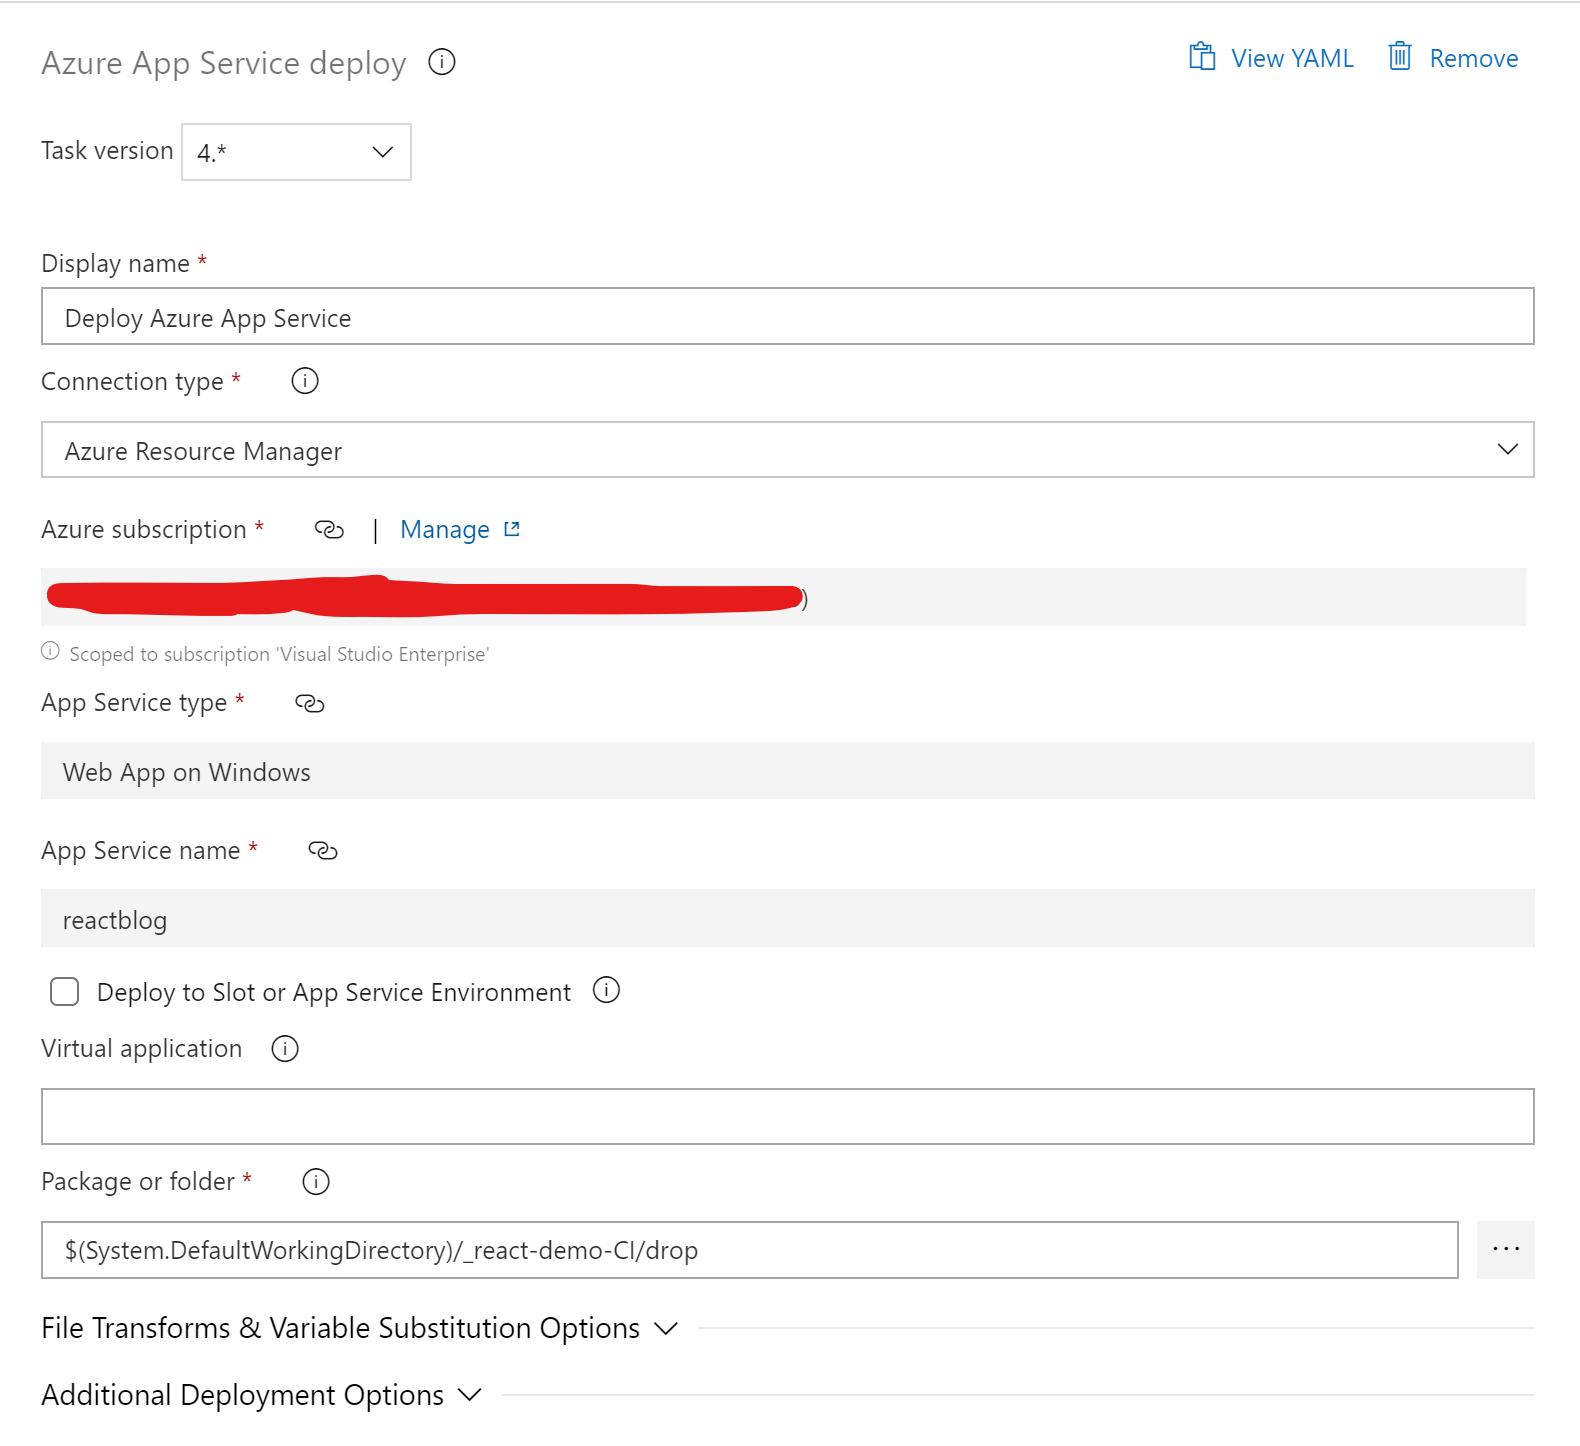 Azure App Service deploy
View YAML
Remove
Task version 4.*
Display name *
Deploy Azure App Service
Connection type *
Azure Resource Manager
Azure subscription * | Manage
)
Scoped to subscription 'Visual Studio Enterprise'
App Service type *
Web App on Windows
App Service name *
reactblog
Deploy to Slot or App Service Environment
Virtual application
Package or folder *
$(System.DefaultWorkingDirectory)/_react-demo-CI/drop
...
File Transforms & Variable Substitution Options
Additional Deployment Options